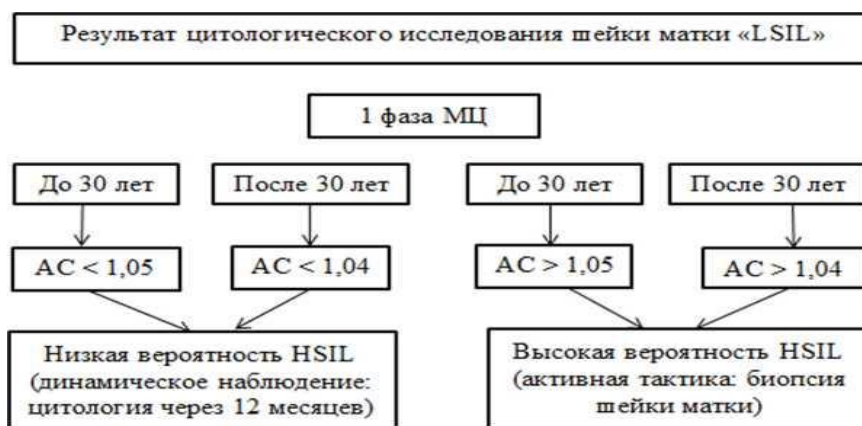 Результат цитологического исследования шейки матки «LSIL»
1 фаза МЦ
До 30 лет
После 30 лет
До 30 лет
После 30 лет
АС < 1,05
АС < 1,04
АС > 1,05
АС > 1,04
Низкая вероятность HSIL
(динамическое наблюдение:
цитология через 12 месяцев)
Высокая вероятность HSIL
(активная тактика: биопсия
шейки матки)